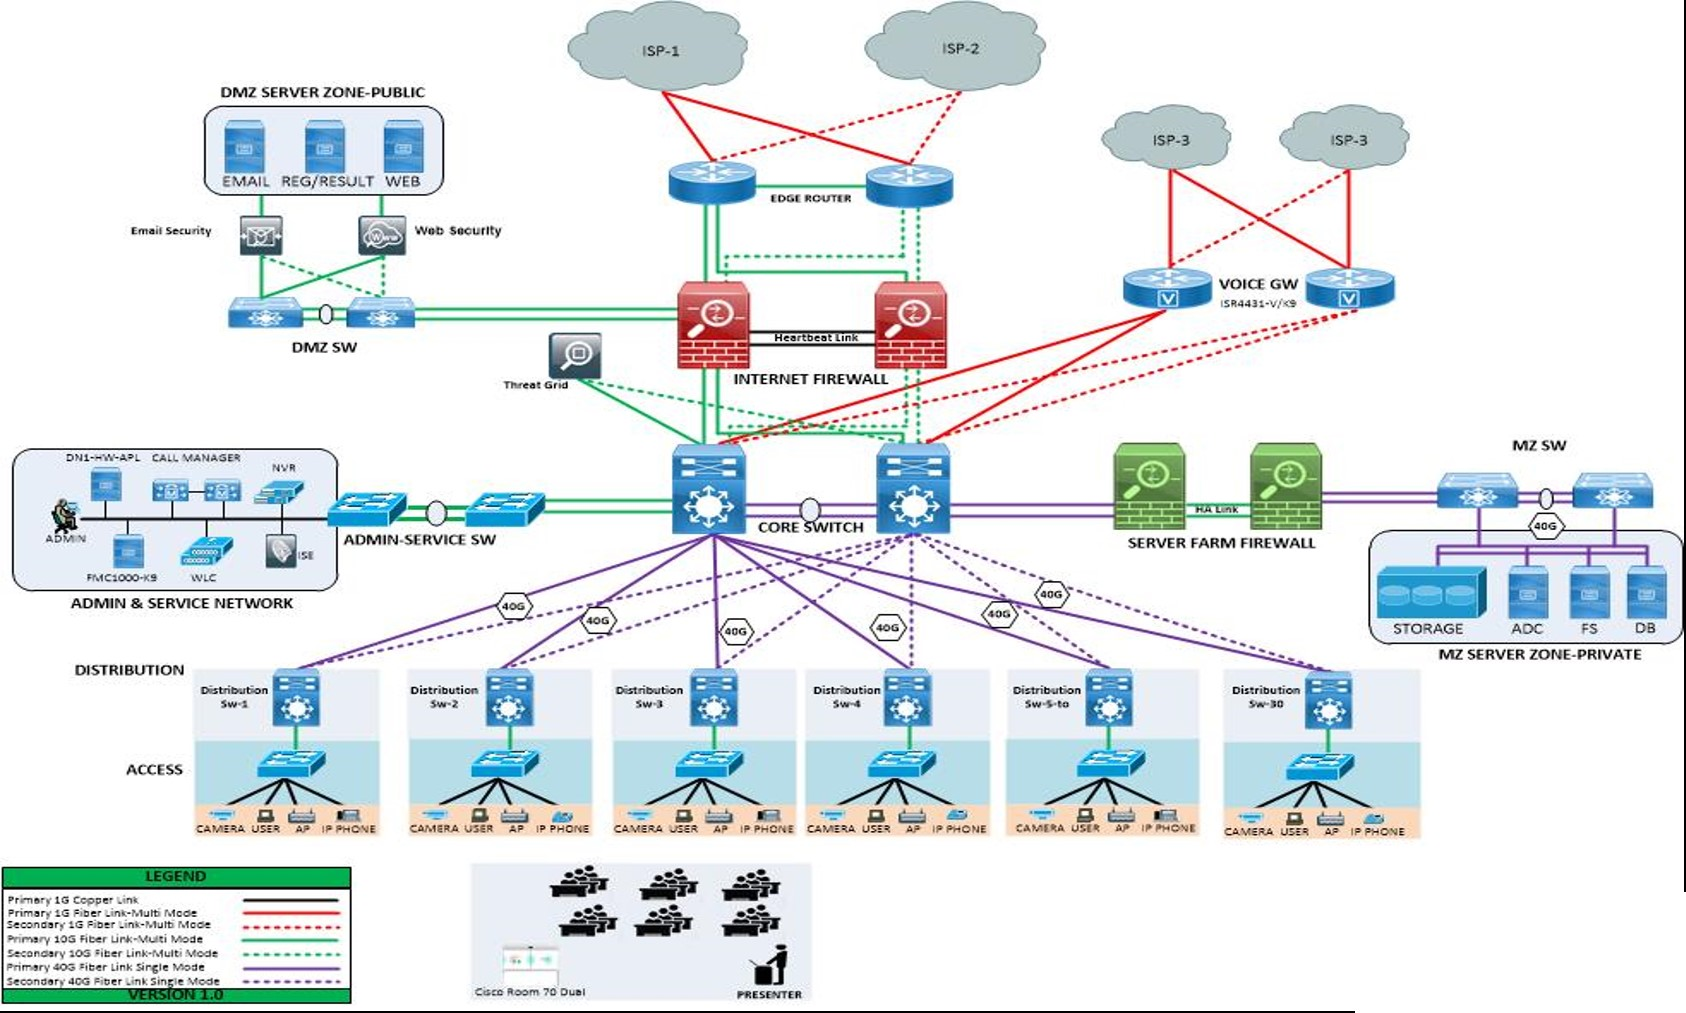 ISP-1
ISP-2
DMZ SERVER ZONE-PUBLIC
EMAIL REG/RESULT WEB
ISP-3
ISP-3
EDGE ROUTER
Email Security
Web Security
VOICE GW
ISR4431-V/K9
V
V
Www
DMZ SW
Heartbeat Link
INTERNET FIREWALL
Threat Grid
MZ SW
DN1-HW-APL CALL MANAGER
NVR
ADMIN
ISE
FMC1000-K9
WLC
ADMIN-SERVICE SW
ADMIN & SERVICE NETWORK
CORE SWITCH
HA Link
SERVER FARM FIREWALL
40G
STORAGE ADC FS DB
MZ SERVER ZONE-PRIVATE
40G
40G
40G
40G
40G
40G
DISTRIBUTION
Distribution
Sw-1
Distribution
Sw-2
Distribution
Sw-3
Distribution
Sw-4
Distribution
Sw-5-to
Distribution
Sw-30
ACCESS
CAMERA USER AP IP PHONE
CAMERA USER AP IP PHONE
CAMERA USER AP IP PHONE
CAMERA USER AP IP PHONE
CAMERA USER AP IP PHONE
CAMERA USER AP IP PHONE
LEGEND
Primary 1G Copper Link
Primary 1G Fiber Link-Multi Mode
Secondary 1G Fiber Link-Multi Mode
Primary 10G Fiber Link-Multi Mode
Secondary 10G Fiber Link-Multi Mode
Primary 40G Fiber Link Single Mode
Secondary 40G Fiber Link Single Mode
VERSION 1.0
Cisco Room 70 Dual
PRESENTER